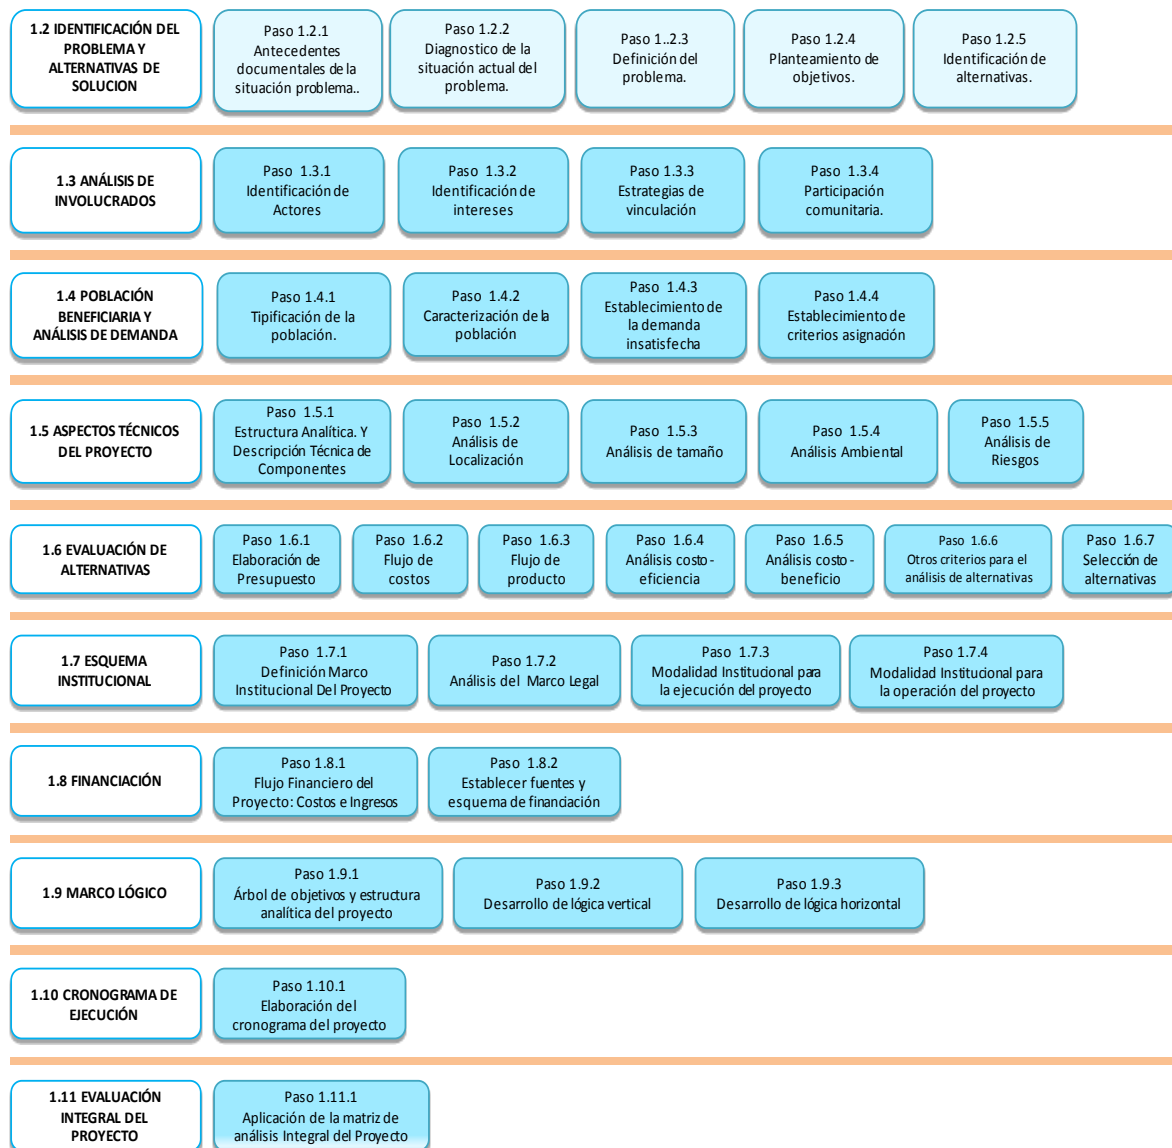 1.2 IDENTIFICACIÓN DEL
PROBLEMA Y
ALTERNATIVAS DE
SOLUCION
Paso 1.2.1
Antecedentes
documentales de la
situación problema..
Paso 1.2.2
Diagnostico de la
situación actual del
problema.
Paso 1..2.3
Definición del
problema.
Paso 1.2.4
Planteamiento de
objetivos.
Paso 1.2.5
Identificación de
alternativas.
1.3 ANÁLISIS DE
INVOLUCRADOS
Paso 1.3.1
Identificación de
Actores
Paso 1.3.2
Identificación de
intereses
Paso 1.3.3
Estrategias de
vinculación
Paso 1.3.4
Participación
comunitaria.
1.4 POBLACIÓN
BENEFICIARIA Y
ANÁLISIS DE DEMANDA
Paso 1.4.1
Tipificación de la
población.
Paso 1.4.2
Caracterización de la
población
Paso 1.4.3
Establecimiento de
la demanda
insatisfecha
Paso 1.4.4
Establecimiento de
criterios asignación
1.5 ASPECTOS TÉCNICOS
DEL PROYECTO
Paso 1.5.1
Estructura Analítica. Y
Descripción Técnica de
Componentes
Paso 1.5.2
Análisis de
Localización
Paso 1.5.3
Análisis de tamaño
Paso 1.5.4
Análisis Ambiental
Paso 1.5.5
Análisis de
Riesgos
1.6 EVALUACIÓN DE
ALTERNATIVAS
Paso 1.6.1
Elaboración de
Presupuesto
Paso 1.6.2
Flujo de
costos
Paso 1.6.3
Flujo de
producto
Paso 1.6.4
Análisis costo -
eficiencia
Paso 1.6.5
Análisis costo -
beneficio
Paso 1.6.6
Otros criterios para el
análisis de alternativas
Paso 1.6.7
Selección de
alternativas
1.7 ESQUEMA
INSTITUCIONAL
Paso 1.7.1
Definición Marco
Institucional Del Proyecto
Paso 1.7.2
Análisis del Marco Legal
Paso 1.7.3
Modalidad Institucional para
la ejecución del proyecto
Paso 1.7.4
Modalidad Institucional para
la operación del proyecto
1.8 FINANCIACIÓN
Paso 1.8.1
Flujo Financiero del
Proyecto: Costos e Ingresos
Paso 1.8.2
Establecer fuentes y
esquema de financiación
1.9 MARCO LÓGICO
Paso 1.9.1
Árbol de objetivos y estructura
analítica del proyecto
Paso 1.9.2
Desarrollo de lógica vertical
Paso 1.9.3
Desarrollo de lógica horizontal
1.10 CRONOGRAMA DE
EJECUCIÓN
Paso 1.10.1
Elaboración del
cronograma del proyecto
1.11 EVALUACIÓN
INTEGRAL DEL
PROYECTO
Paso 1.11.1
Aplicación de la matriz de
análisis Integral del Proyecto